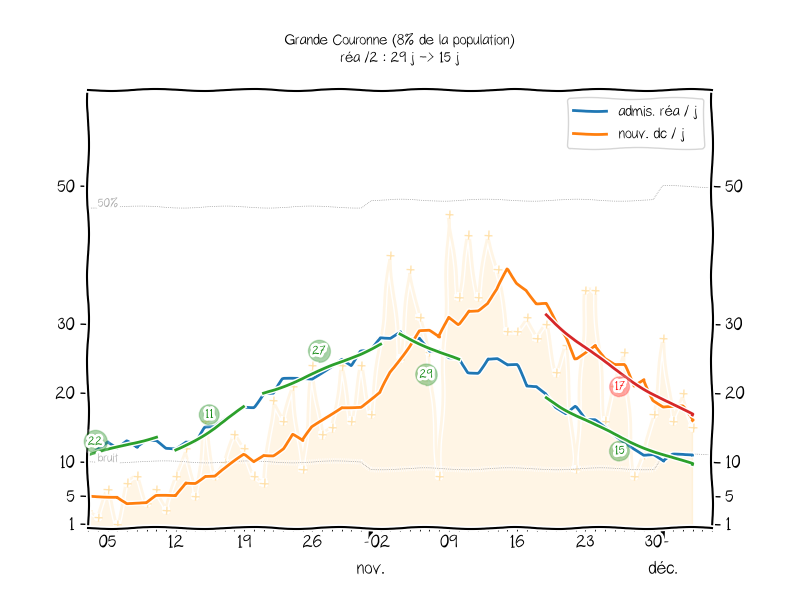 Grande Couronne (8% de la population)
réa /2 : 29 j -> 15 j
admis. réa / j
nouv. dc / j
50
50
50%
30
30
27
29
20
20
17
11
22
15
bruit
10
10
5
5
1
1
05 12 19 26 02 09 16 23 30
nov. déc.